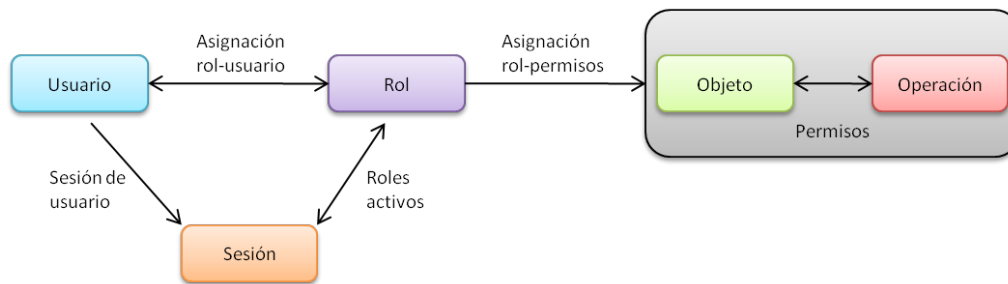 Asignación
rol-usuario
Asignación
rol-permisos
Usuario
Rol
Objeto
Operación
Permisos
Sesión de
usuario
Roles
activos
Sesión